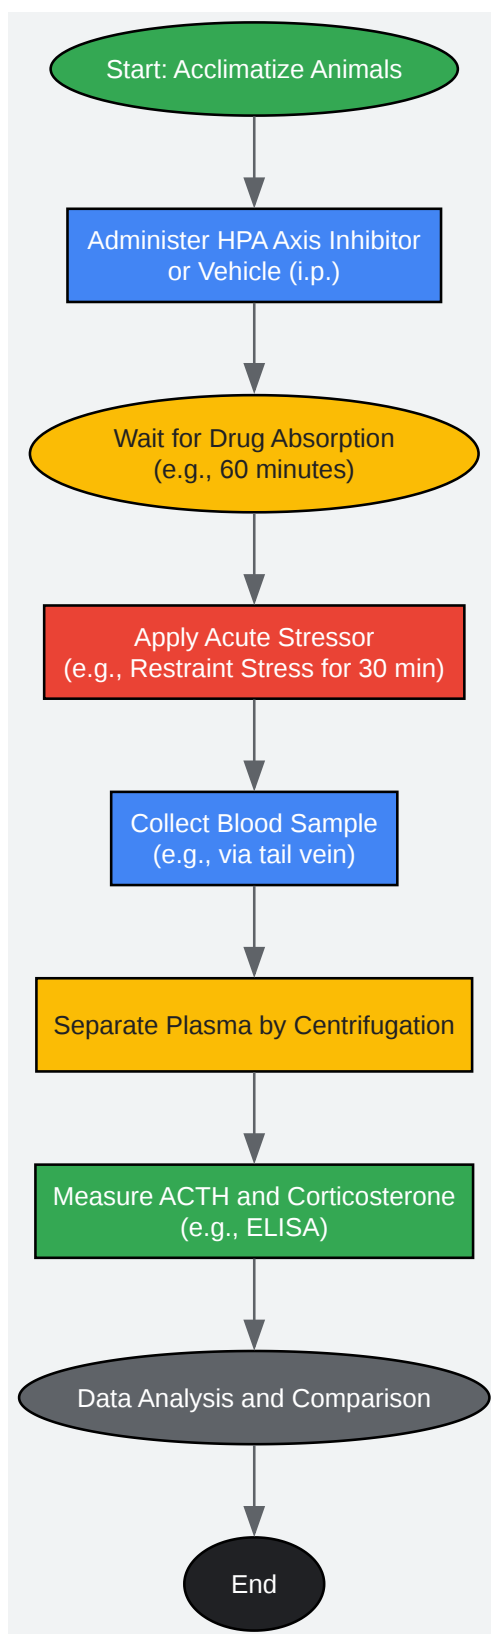 Start: Acclimatize Animals
Administer HPA Axis Inhibitor
or Vehicle (i.p.)
Wait for Drug Absorption
(e.g., 60 minutes)
Apply Acute Stressor
(e.g., Restraint Stress for 30 min)
Collect Blood Sample
(e.g., via tail vein)
Separate Plasma by Centrifugation
Measure ACTH and Corticosterone
(e.g., ELISA)
Data Analysis and Comparison
End